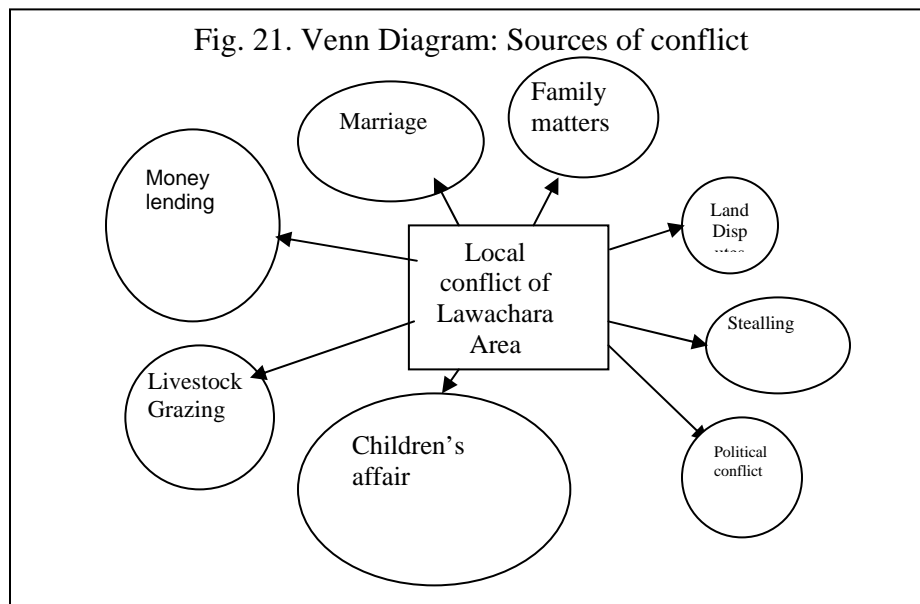 Fig. 21. Venn Diagram: Sources of conflict
Marriage
Family
matters
Money
lending
Land
Disp
utes
Local
conflict of
Lawachara
Area
Stealling
Livestock
Grazing
Children's
affair
Political
conflict